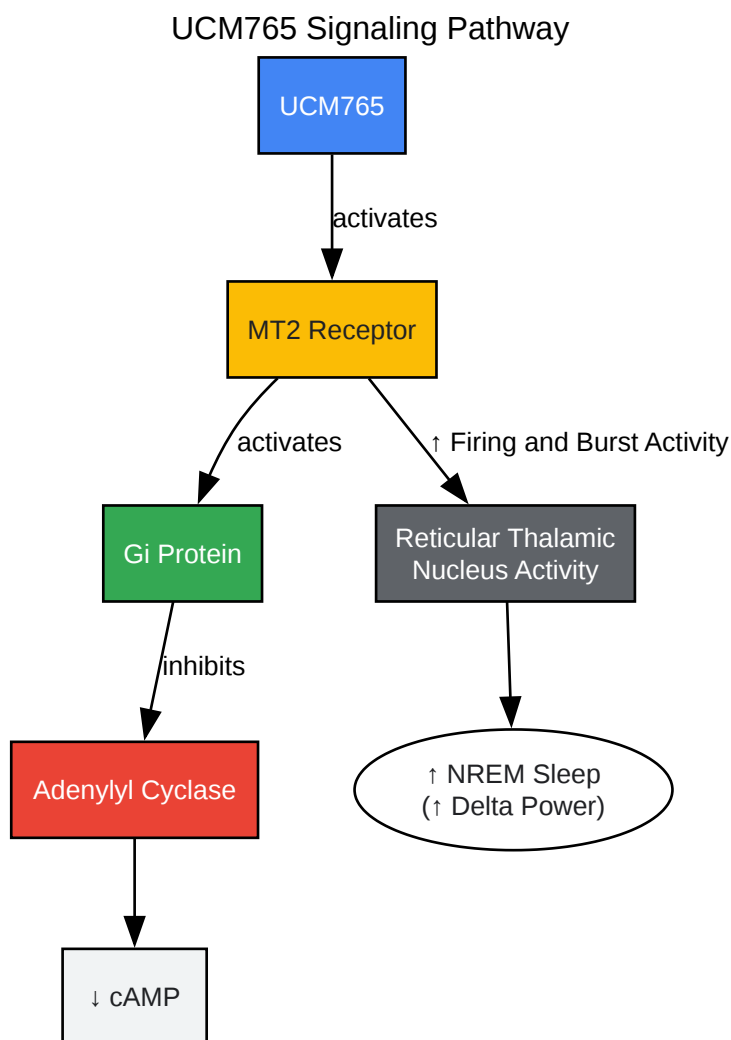 UCM765 Signaling Pathway
UCM765
activates
MT2 Receptor
activates
↑ Firing and Burst Activity
Gi Protein
Reticular Thalamic
Nucleus Activity
inhibits
Adenylyl Cyclase
↑ NREM Sleep
(↑ Delta Power)
↓ cAMP